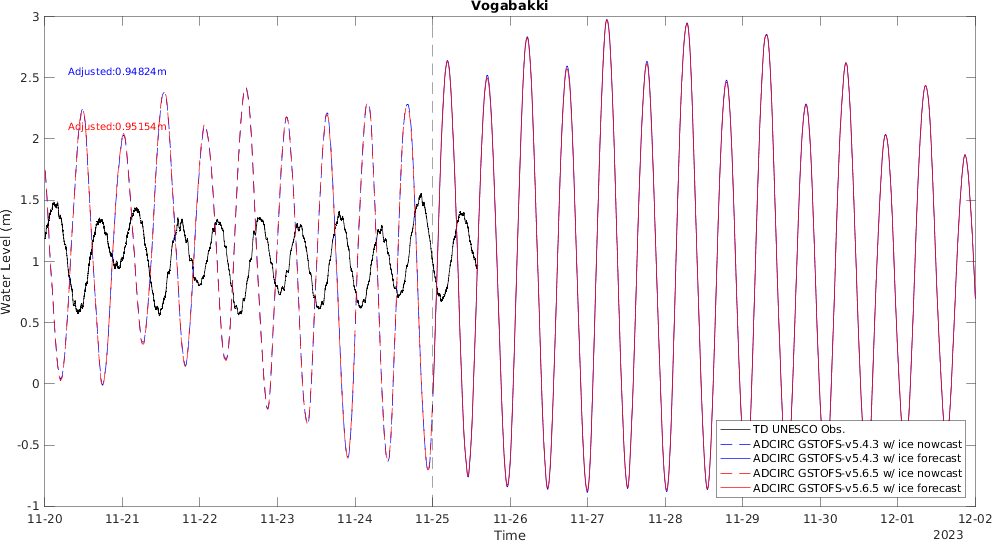 Vogabakki
3
2.5
2
1.5
1
0.5
0
-0.5
-1
Water Level (m)
Adjusted:0.94824m
Adjusted:0.95154m
TD UNESCO Obs.
ADCIRC GSTOFS-v5.4.3 w/ ice nowcast
ADCIRC GSTOFS-v5.4.3 w/ ice forecast
ADCIRC GSTOFS-v5.6.5 w/ ice nowcast
ADCIRC GSTOFS-v5.6.5 w/ ice forecast
11-20 11-21 11-22 11-23 11-24 11-25 11-26 11-27 11-28 11-29 11-30 12-01 12-02
Time
2023